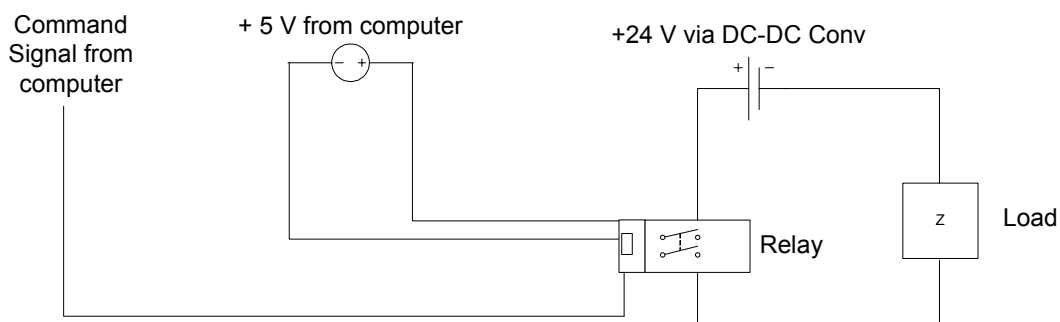 Command
Signal from
computer
+ 5 V from computer
- +
+24 V via DC-DC Conv
+ -
Relay
Z
Load